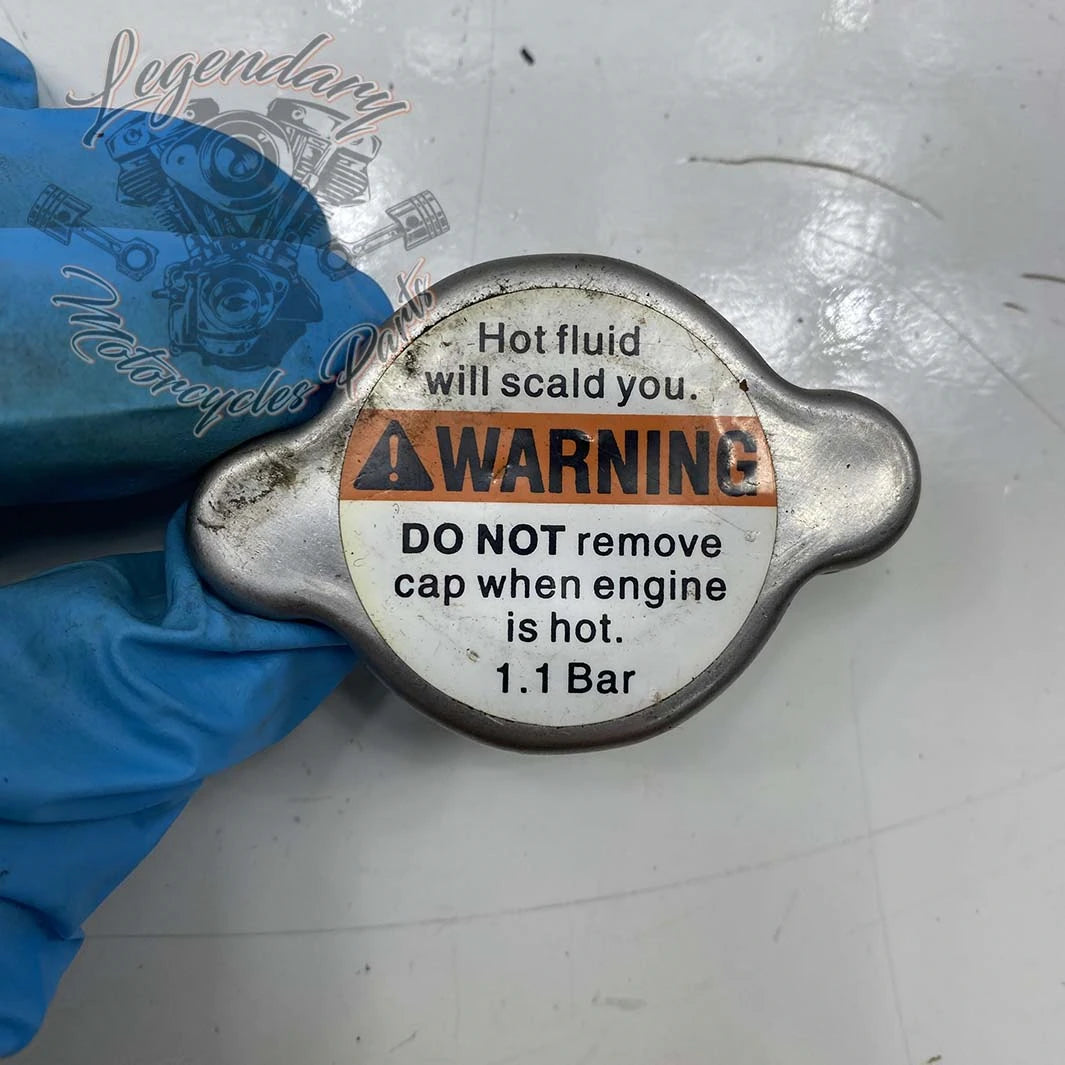 Legendary
Motorcycles Parts
Hot fluid
will scald you.
WARNING
DO NOT remove
cap when engine
is hot.
1.1 Bar